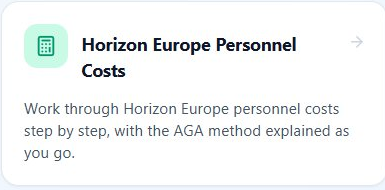 Horizon Europe Personnel
Costs
Work through Horizon Europe personnel costs
step by step, with the AGA method explained as
you go.